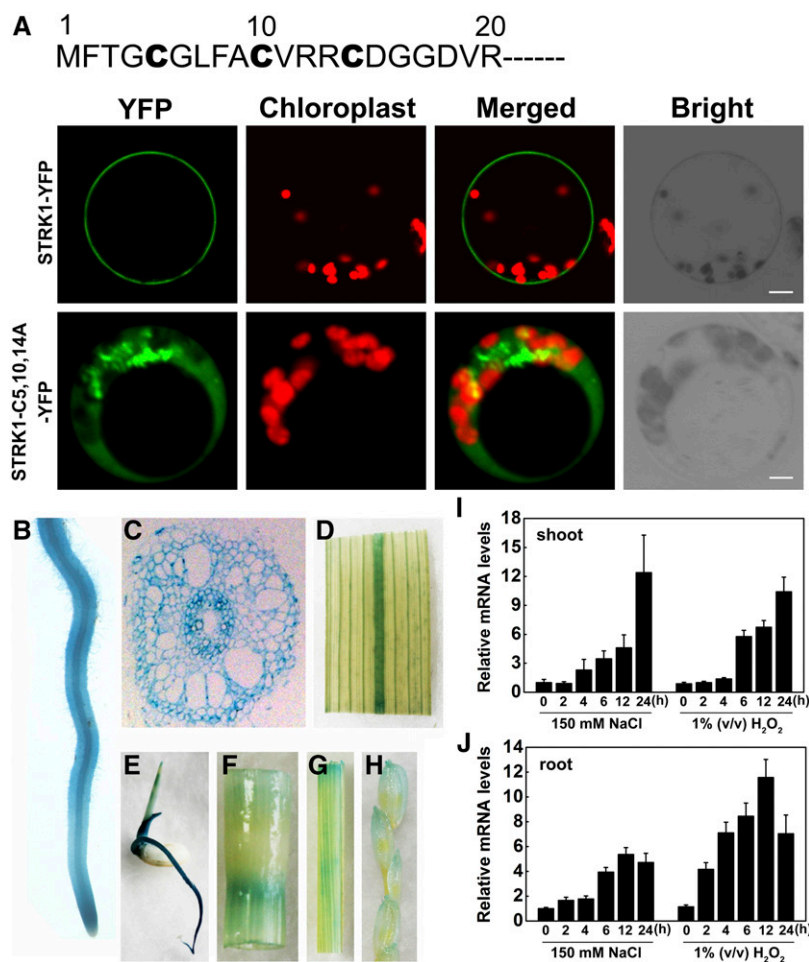 A
1 10 20
MFTGCGLFACVRRCDGGDVR------
YFP Chloroplast Merged Bright
STRK1-YFP
STRK1-C5,10,14A
-YFP
B C D
E F G H
I
shoot
Relative mRNA levels
18
15
12
9
6
3
0
0 2 4 6 12 24(h) 0 2 4 6 12 24(h)
150 mM NaCl 1% (v/v) H₂O₂
J
root
Relative mRNA levels
14
12
10
8
6
4
2
0
0 2 4 6 12 24(h) 0 2 4 6 12 24(h)
150 mM NaCl 1% (v/v) H₂O₂